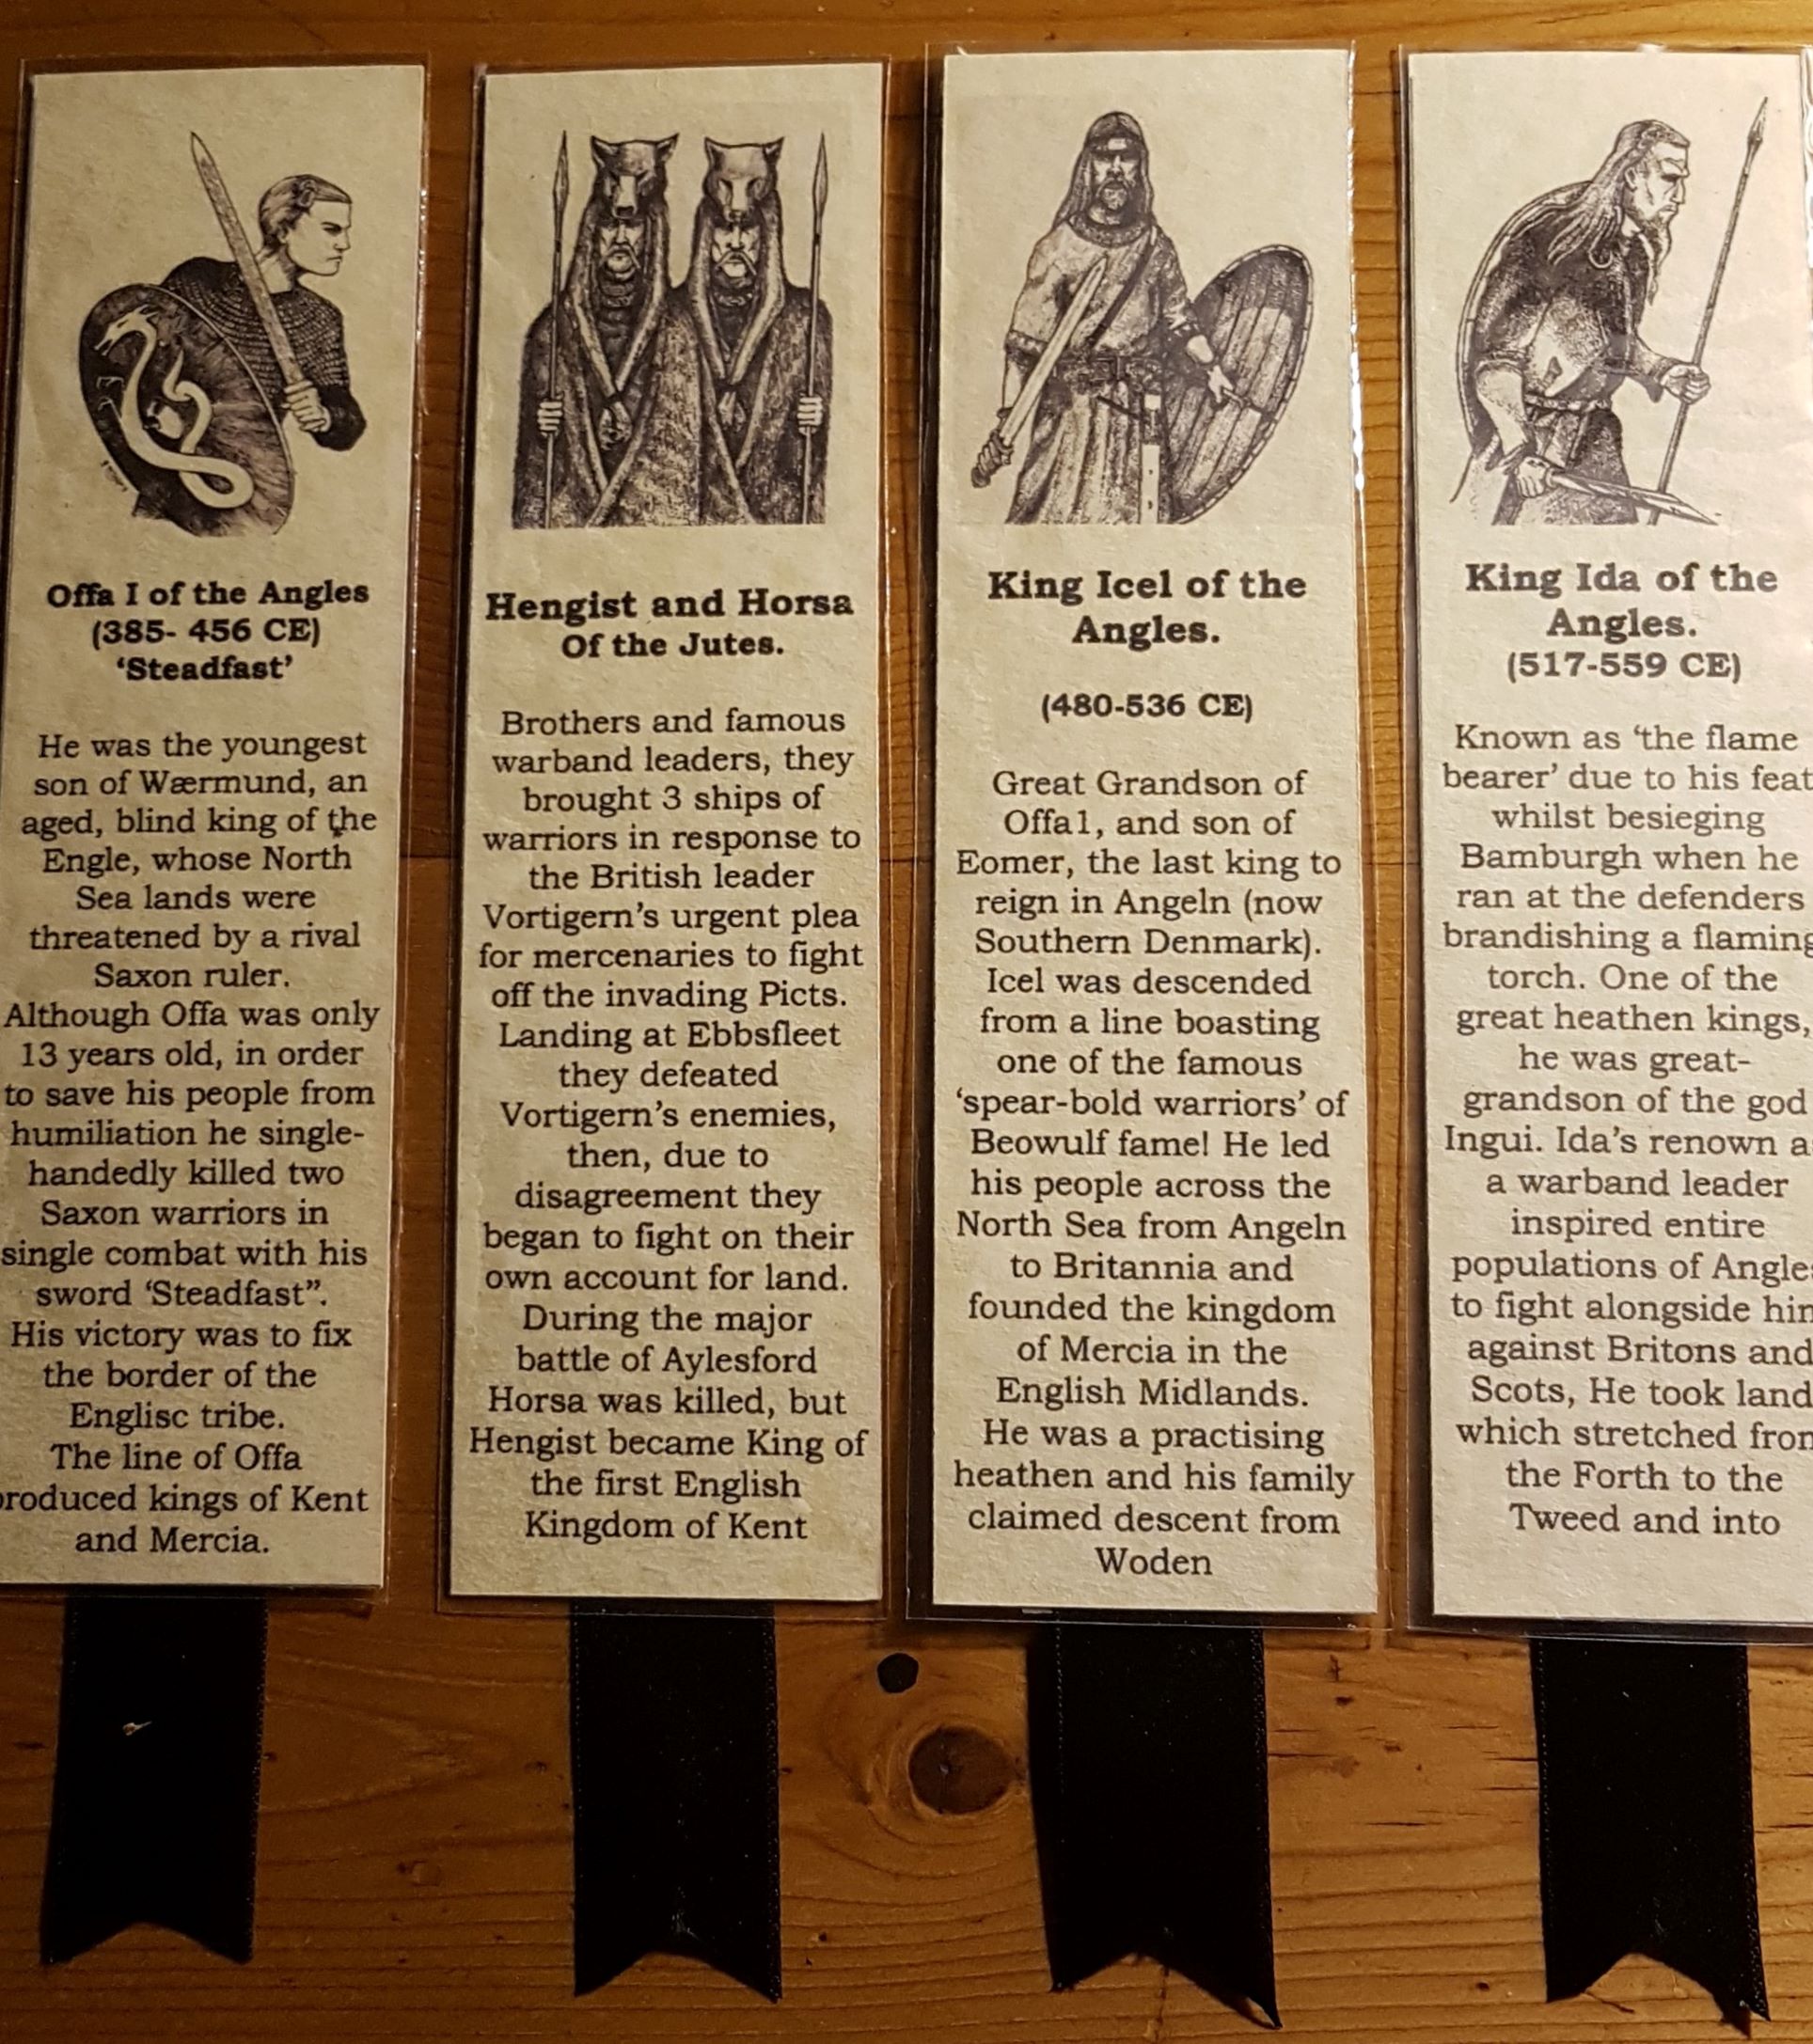 Offa I of the Angles
(385- 456 CE)
‘Steadfast’
He was the youngest
son of Wærmund, an
aged, blind king of the
Engle, whose North
Sea lands were
threatened by a rival
Saxon ruler.
Although Offa was only
13 years old, in order
to save his people from
humiliation he single-
handedly killed two
Saxon warriors in
single combat with his
sword ‘Steadfast”.
His victory was to fix
the border of the
Englisc tribe.
The line of Offa
produced kings of Kent
and Mercia.
Hengist and Horsa
Of the Jutes.
Brothers and famous
warband leaders, they
brought 3 ships of
warriors in response to
the British leader
Vortigern’s urgent plea
for mercenaries to fight
off the invading Picts.
Landing at Ebbsfleet
they defeated
Vortigern’s enemies,
then, due to
disagreement they
began to fight on their
own account for land.
During the major
battle of Aylesford
Horsa was killed, but
Hengist became King of
the first English
Kingdom of Kent
King Icel of the
Angles.
(480-536 CE)
Great Grandson of
Offa1, and son of
Eomer, the last king to
reign in Angeln (now
Southern Denmark).
Icel was descended
from a line boasting
one of the famous
‘spear-bold warriors’ of
Beowulf fame! He led
his people across the
North Sea from Angeln
to Britannia and
founded the kingdom
of Mercia in the
English Midlands.
He was a practising
heathen and his family
claimed descent from
Woden
King Ida of the
Angles.
(517-559 CE)
Known as ‘the flame
bearer’ due to his feat
whilst besieging
Bamburgh when he
ran at the defenders
brandishing a flaming
torch. One of the
great heathen kings,
he was great-
grandson of the god
Ingui. Ida’s renown a
a warband leader
inspired entire
populations of Angle
to fight alongside him
against Britons and
Scots, He took land
which stretched from
the Forth to the
Tweed and into